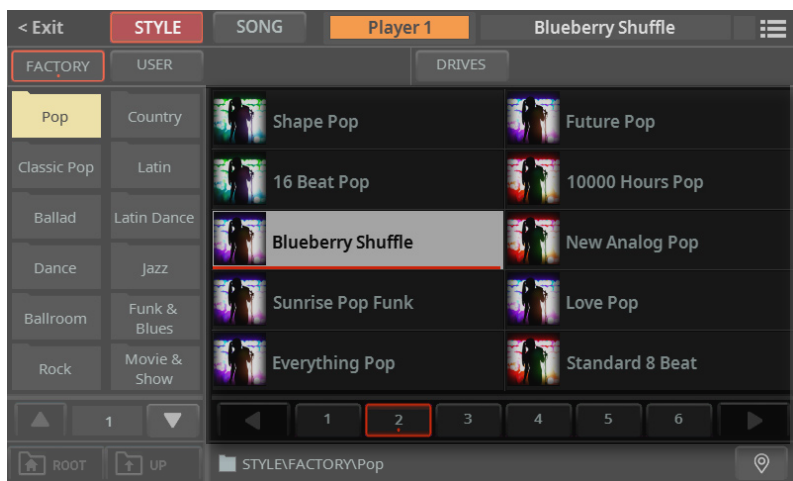 < Exit STYLE SONG Player 1 Blueberry Shuffle
FACTORY USER DRIVES
Pop Country
Classic Pop Latin
Ballad Latin Dance
Dance Jazz
Ballroom Funk &
Blues
Rock Movie &
Show
Shape Pop Future Pop
16 Beat Pop 10000 Hours Pop
Blueberry Shuffle New Analog Pop
Sunrise Pop Funk Love Pop
Everything Pop Standard 8 Beat
1 1 2 3 4 5 6
ROOT UP STYLE\FACTORY\Pop